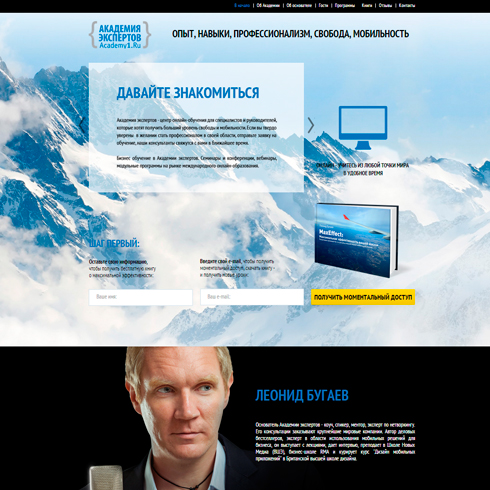 В начало | Об Академии | Об основателе | Гости | Программы | Книга | Отзывы | Контакты
АКАДЕМИЯ
ЭКСПЕРТОВ
Academy1.Ru
ОПЫТ, НАВЫКИ, ПРОФЕССИОНАЛИЗМ, СВОБОДА, МОБИЛЬНОСТЬ
ДАВАЙТЕ ЗНАКОМИТЬСЯ
Академия экспертов - центр онлайн-обучения для специалистов и руководителей,
которые хотят получить больший уровень свободы и мобильности. Если вы твердо
уверены в желании стать профессионалом в своей области, отправьте заявку на
обучение, наши консультанты свяжутся с вами в ближайшее время.
Бизнес обучение в Академии экспертов. Семинары и конференции, вебинары,
модульные программы на рынке международного онлайн-образования.
ОНЛАЙН - УЧИТЕСЬ ИЗ ЛЮБОЙ ТОЧКИ МИРА
В УДОБНОЕ ВРЕМЯ
MaxEffect:
ШАГ ПЕРВЫЙ:
Оставьте свою информацию,
чтобы получить бесплатную книгу
о максимальной эффективности.
Введите свой e-mail, чтобы получить
моментальный доступ, скачать книгу -
и получить новых уроки.
Ваше имя:
Ваш e-mail:
ПОЛУЧИТЬ МОМЕНТАЛЬНЫЙ ДОСТУП
ЛЕОНИД БУГАЕВ
Основатель Академии экспертов - коуч, спикер, ментор, эксперт по нетворкингу.
Его консультации заказывают крупнейшие мировые компании. Автор деловых
бестселлеров, эксперт в области использования мобильных решений для
бизнеса, он выступает с лекциями, дает интервью, преподает в Школе Новых
Медиа (ВШЭ), бизнес-школе RMA и курирует курс "Дизайн мобильных
приложений" в Британской высшей школе дизайна.